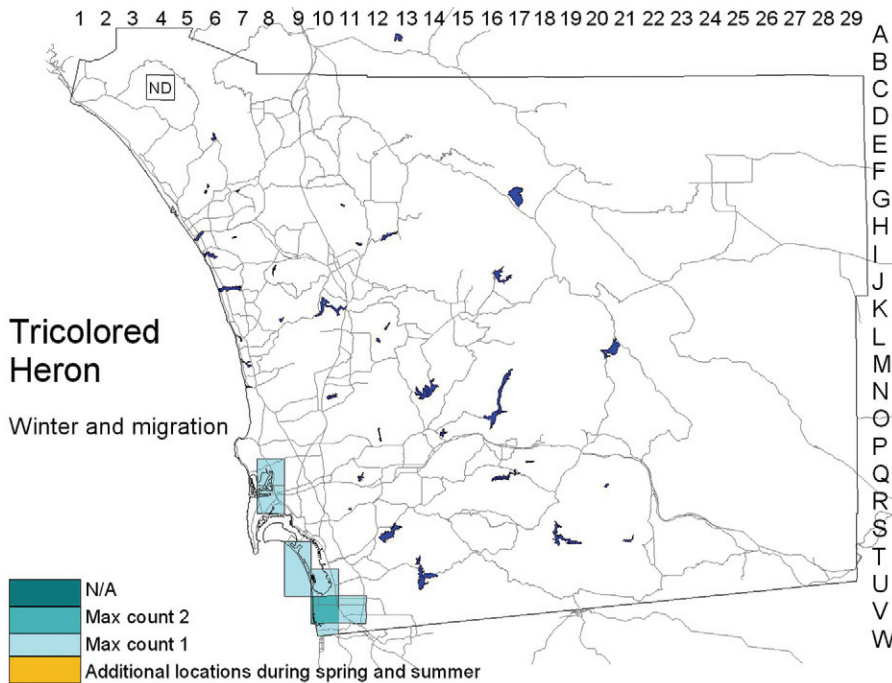 1 2 3 4 5 6 7 8 9 10 11 12 13 14 15 16 17 18 19 20 21 22 23 24 25 26 27 28 29
A
B
C
D
E
F
G
H
I
J
K
L
M
N
O
P
Q
R
S
T
U
V
W
ND
Tricolored
Heron
Winter and migration
N/A
Max count 2
Max count 1
Additional locations during spring and summer